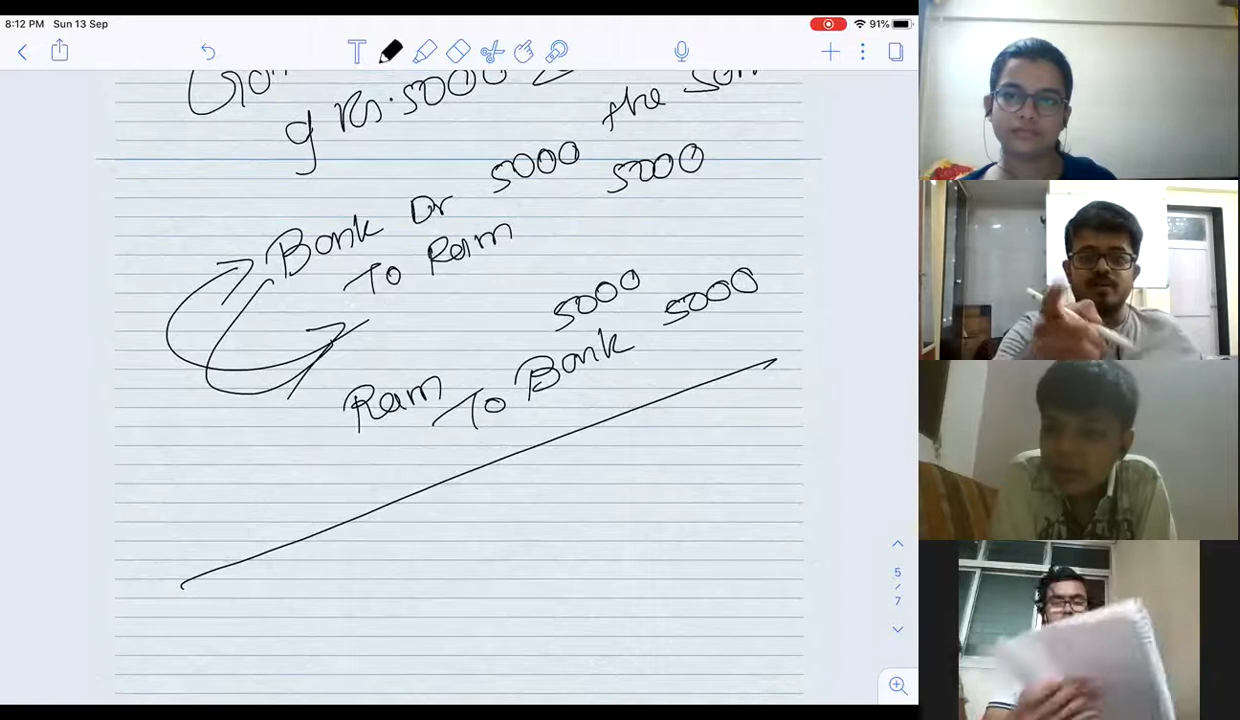 8:12 PM Sun 13 Sep
91%
T
of Rs. 5000
the
Bank Dr 5000
To Ram 5000
Ram 5000
To Bank 5000
5
/
7